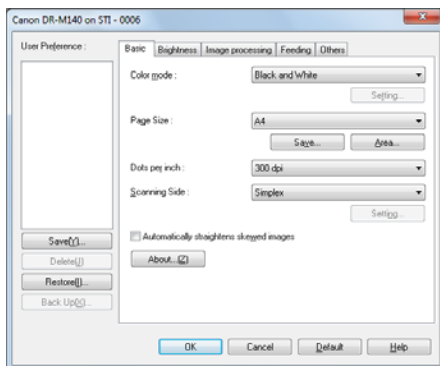 Canon DR-M140 on STI - 0006
User Preference :
Basic Brightness Image processing Feeding Others
Color mode : Black and White
Setting...
Page Size : A4
Save... Area...
Dots per inch : 300 dpi
Scanning Side : Simplex
Setting...
Automatically straightens skewed images
About...(Z)
Save(Y)...
Delete(J)
Restore(I)...
Back Up(X)...
OK Cancel Default Help